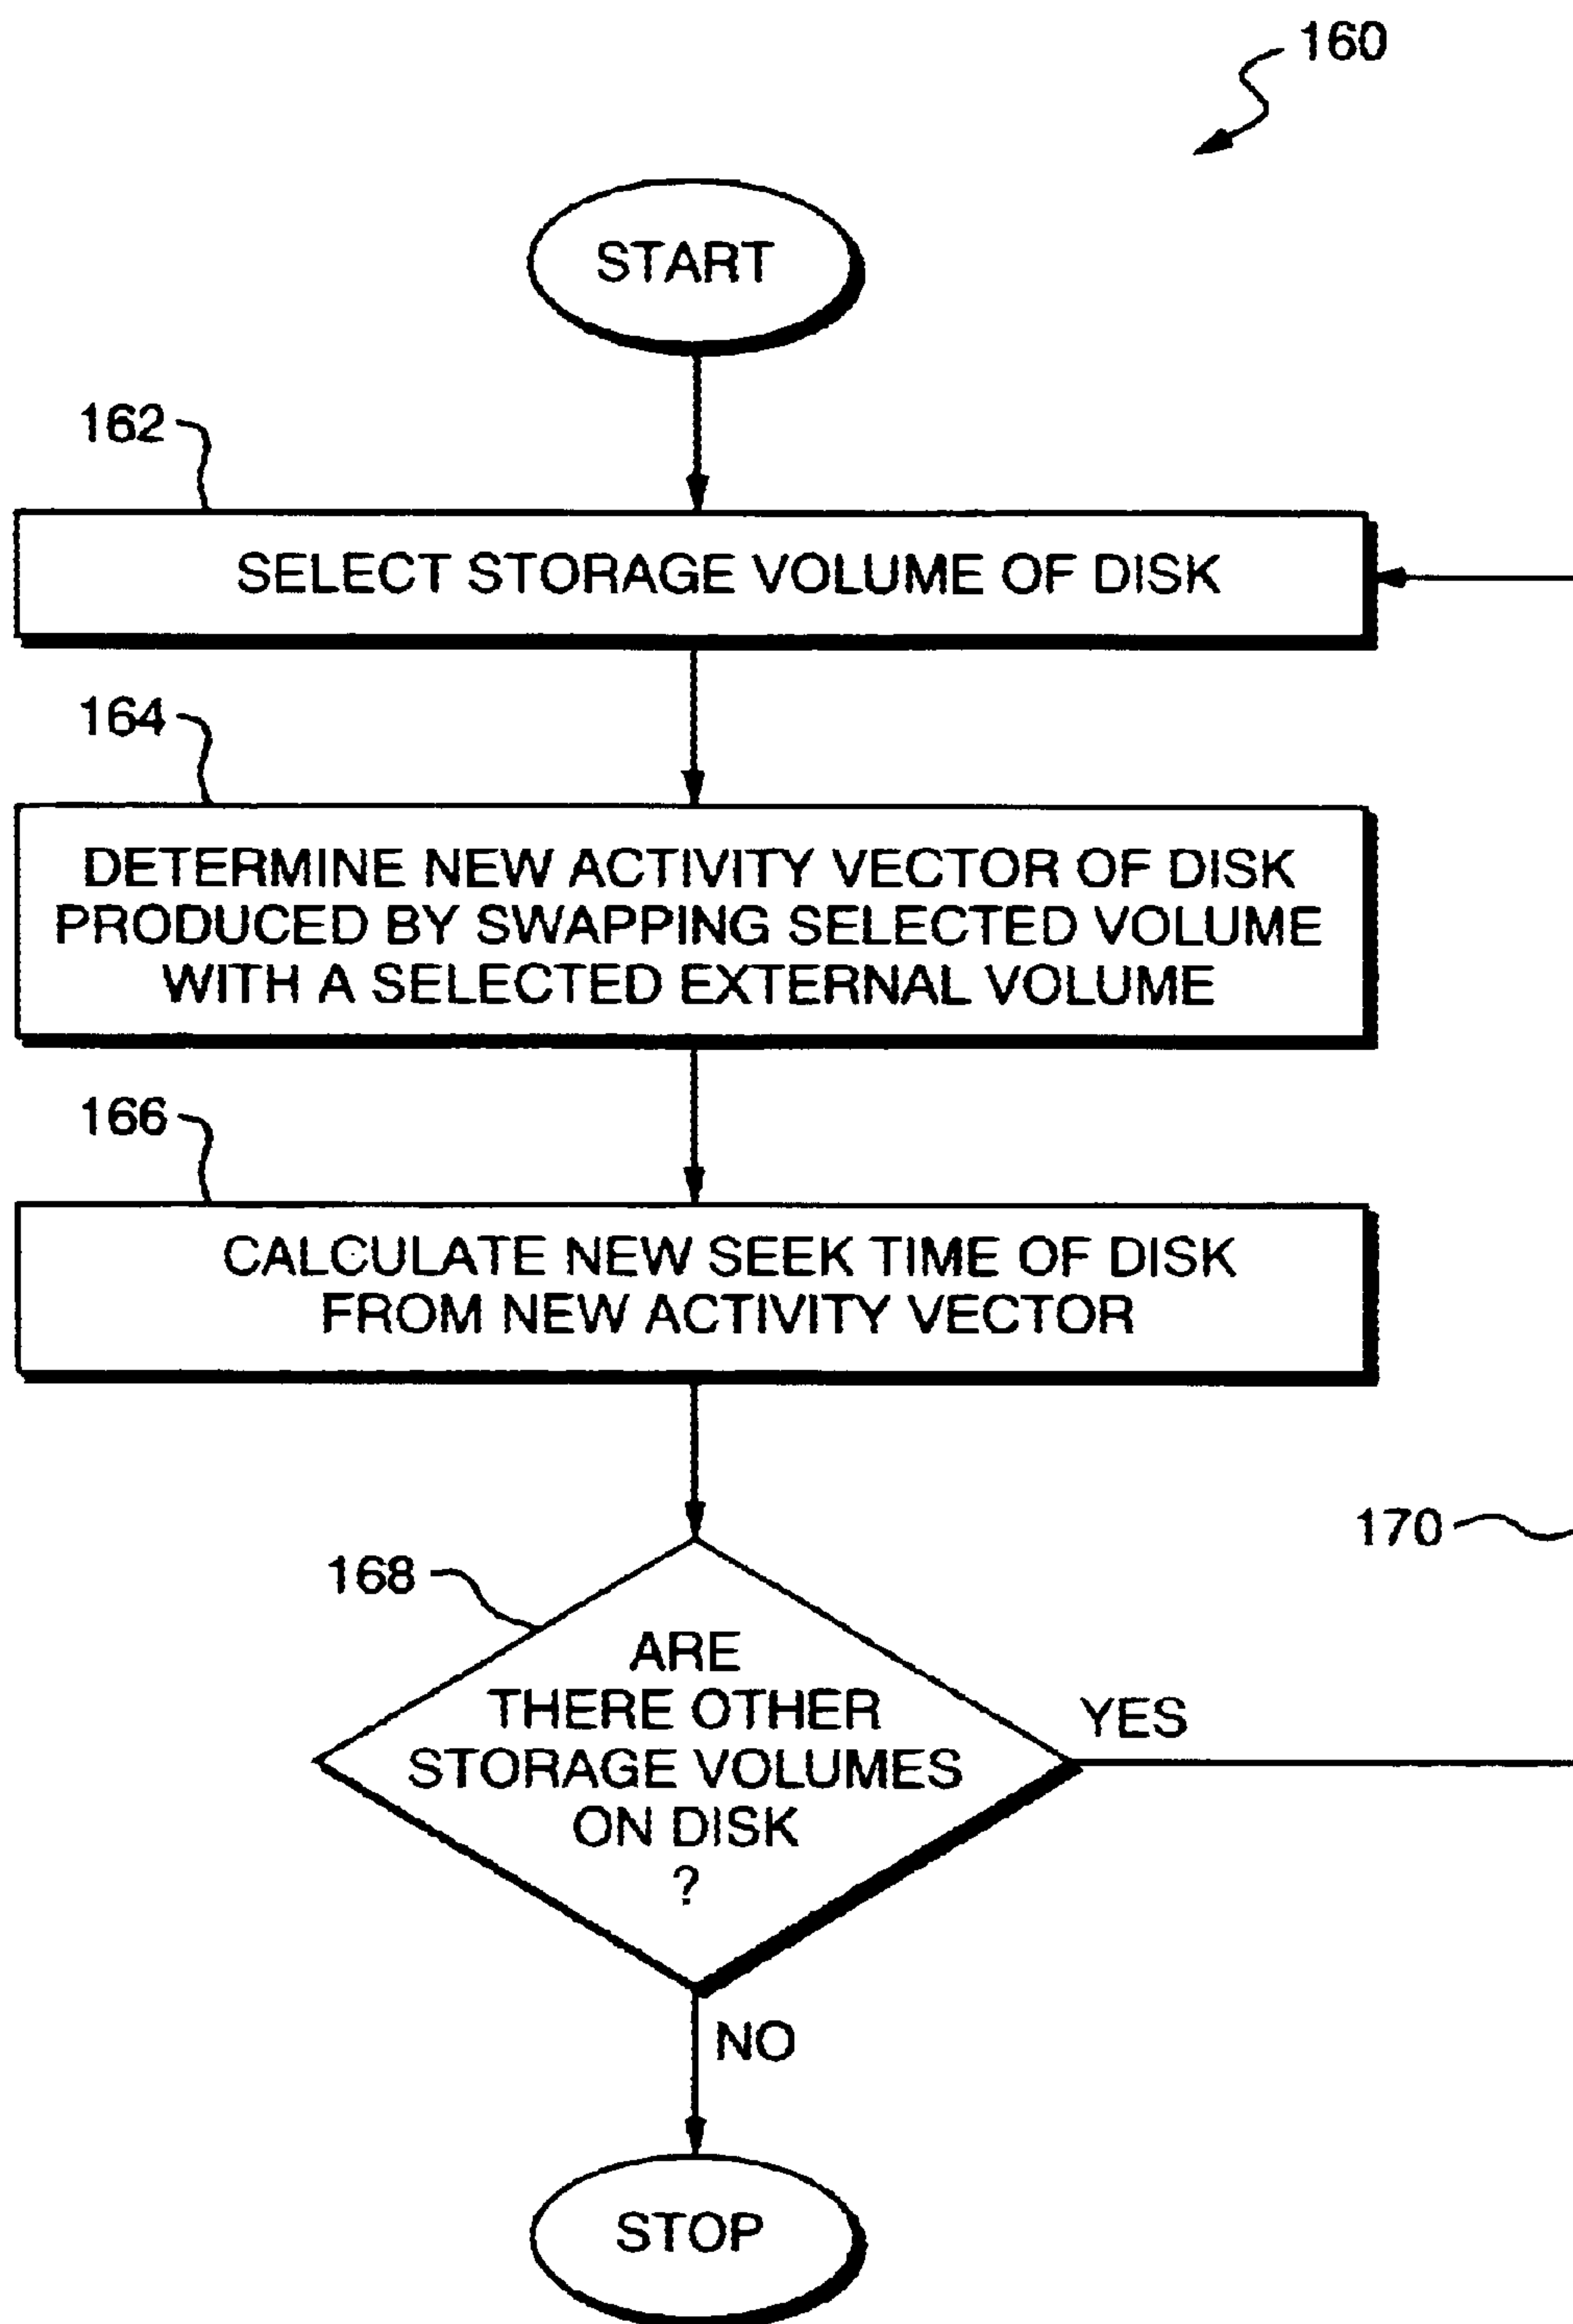 160
START
162
SELECT STORAGE VOLUME OF DISK
164
DETERMINE NEW ACTIVITY VECTOR OF DISK
PRODUCED BY SWAPPING SELECTED VOLUME
WITH A SELECTED EXTERNAL VOLUME
166
CALCULATE NEW SEEK TIME OF DISK
FROM NEW ACTIVITY VECTOR
170
168
ARE
THERE OTHER
STORAGE VOLUMES
ON DISK
?
YES
NO
STOP